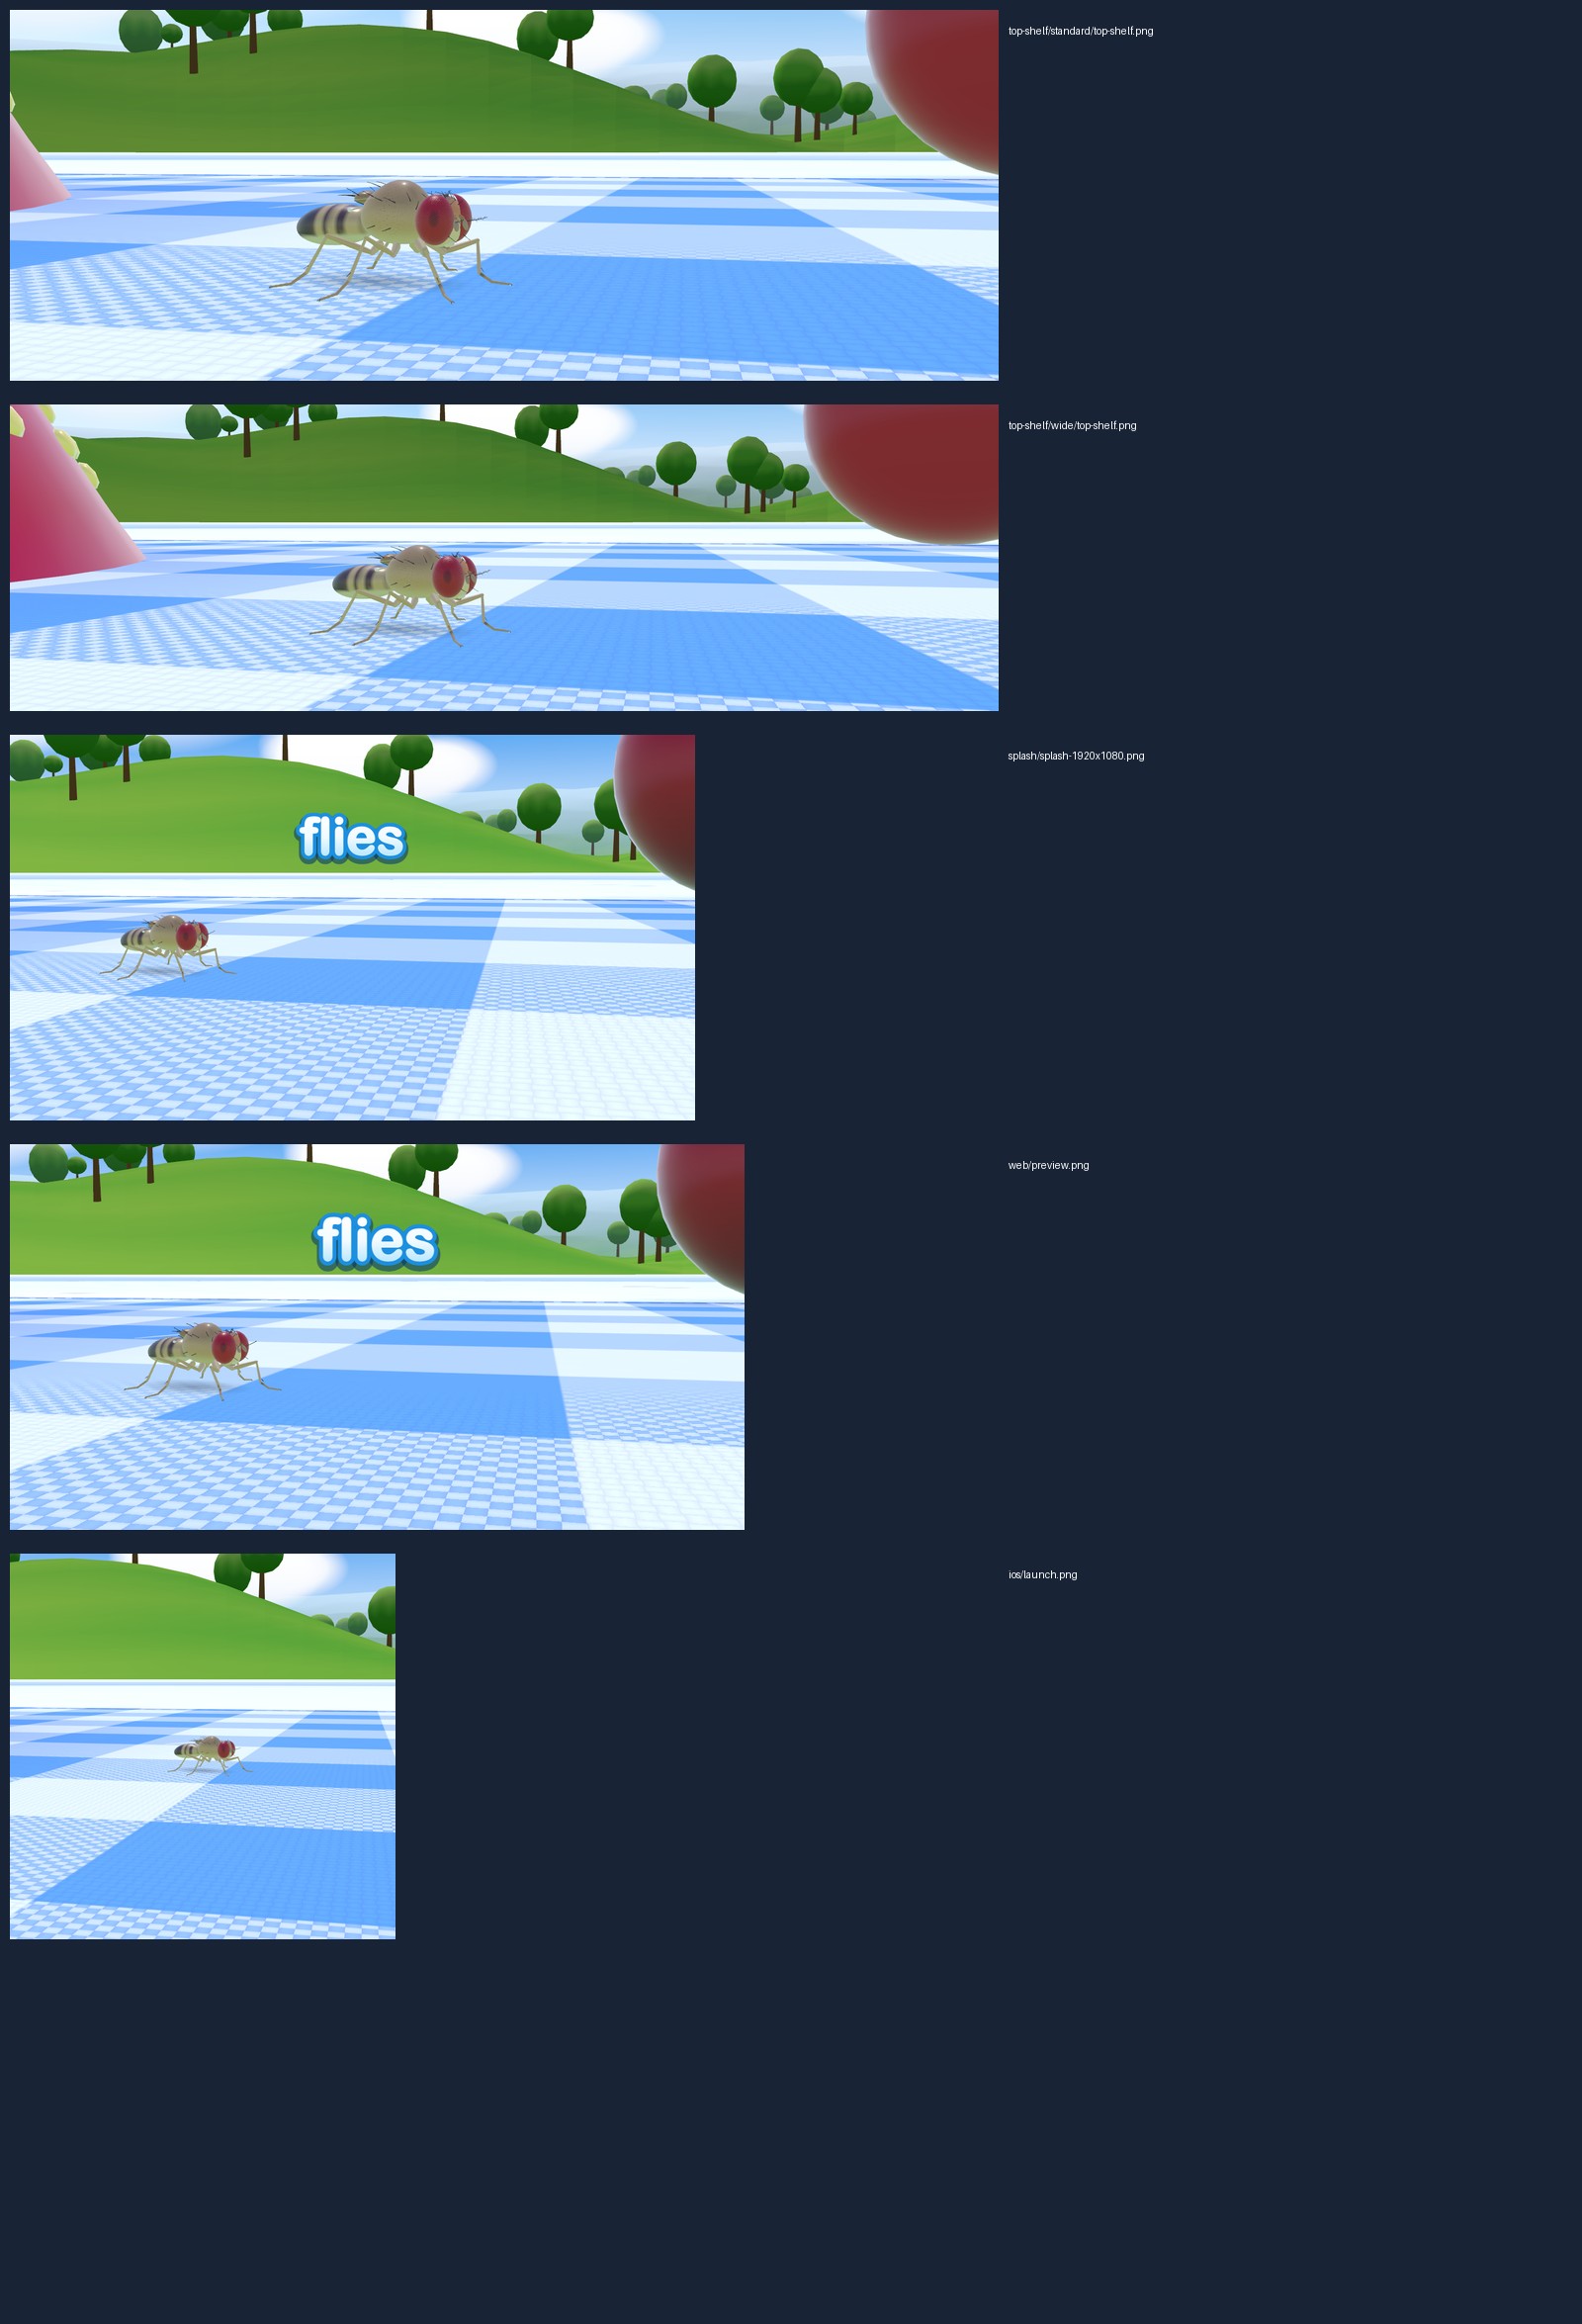 top-shelf/standard/top-shelf.png
top-shelf/wide/top-shelf.png
splash/splash-1920x1080.png
flies
web/preview.png
flies
ios/launch.png